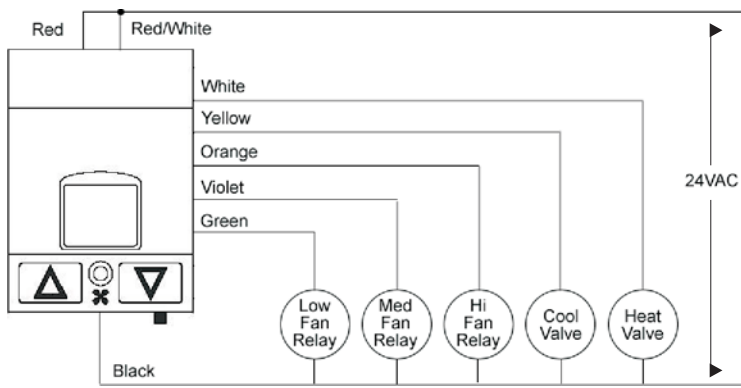 Red
Red/White
White
Yellow
Orange
Violet
Green
24VAC
Low
Fan
Relay
Med
Fan
Relay
Hi
Fan
Relay
Cool
Valve
Heat
Valve
Black